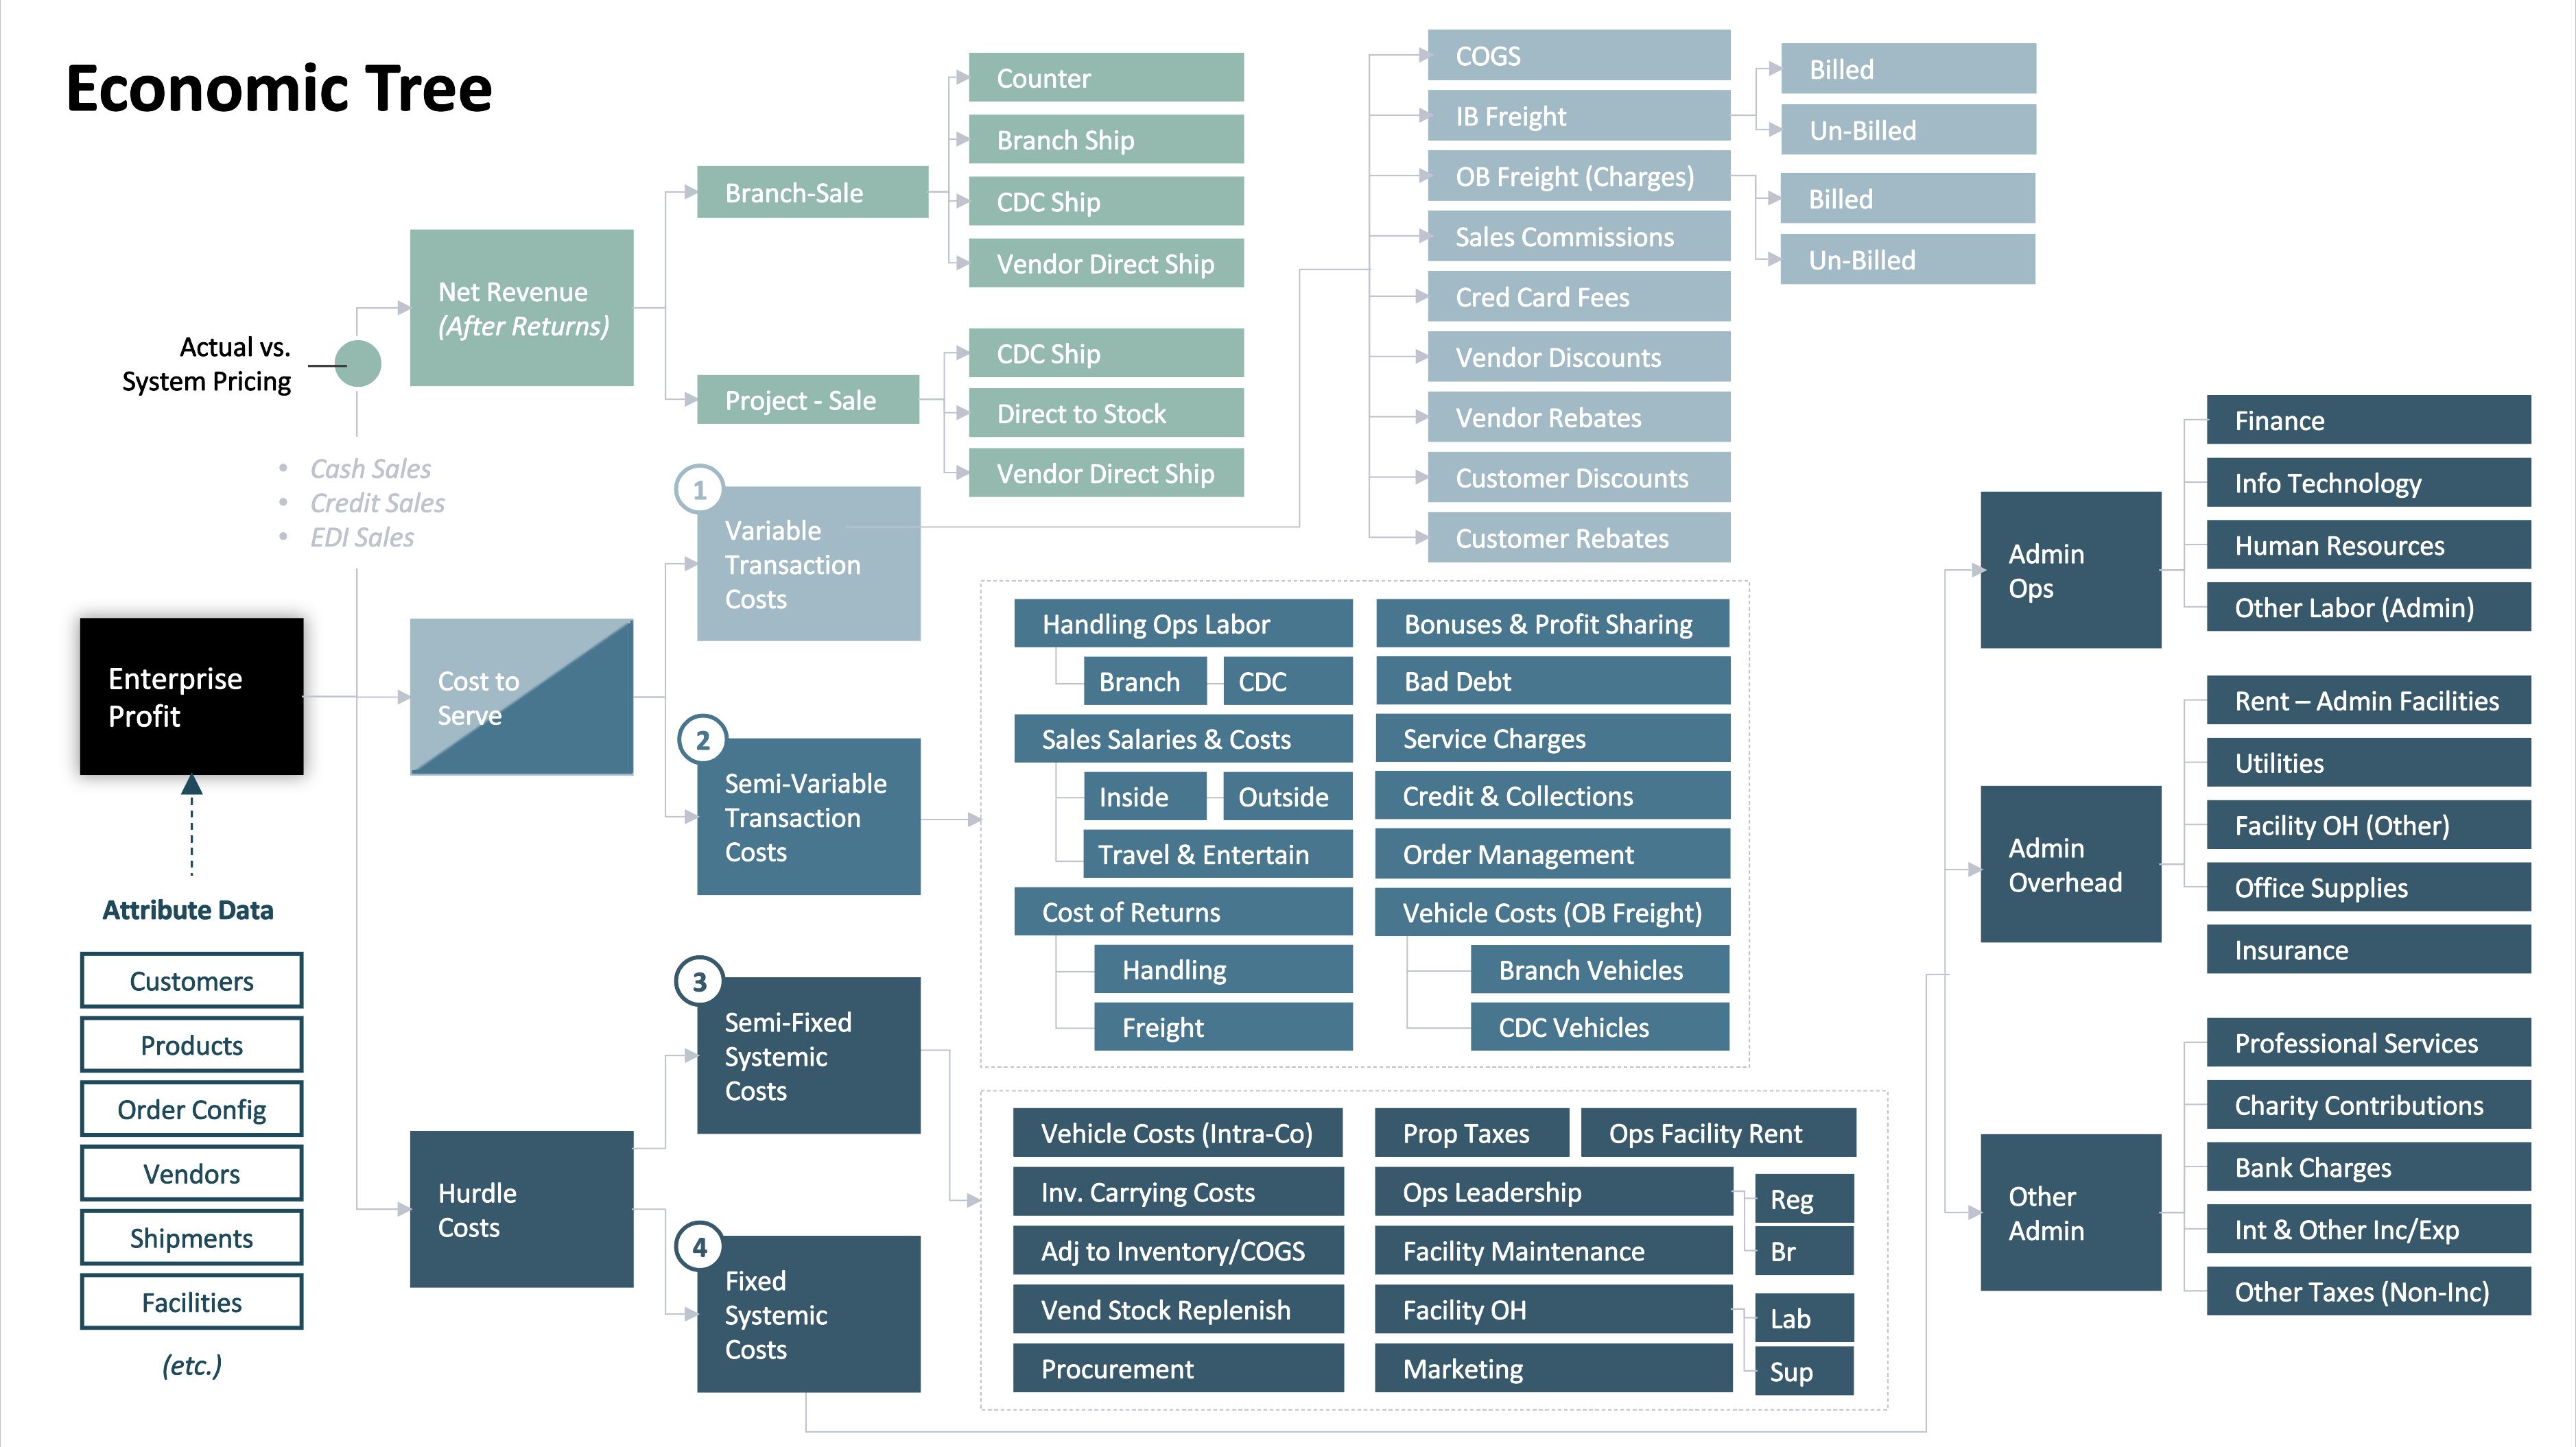 Economic Tree
Actual vs.
System Pricing
• Cash Sales
• Credit Sales
• EDI Sales
Enterprise
Profit
Attribute Data
Customers
Products
Order Config
Vendors
Shipments
Facilities
(etc.)
Net Revenue
(After Returns)
Branch-Sale
Counter
Branch Ship
CDC Ship
Vendor Direct Ship
Project - Sale
CDC Ship
Direct to Stock
Vendor Direct Ship
Cost to
Serve
1
Variable
Transaction
Costs
COGS
IB Freight
Billed
Un-Billed
OB Freight (Charges)
Billed
Un-Billed
Sales Commissions
Cred Card Fees
Vendor Discounts
Vendor Rebates
Customer Discounts
Customer Rebates
2
Semi-Variable
Transaction
Costs
Handling Ops Labor
Branch
CDC
Sales Salaries & Costs
Inside
Outside
Travel & Entertain
Cost of Returns
Handling
Freight
Bonuses & Profit Sharing
Bad Debt
Service Charges
Credit & Collections
Order Management
Vehicle Costs (OB Freight)
Branch Vehicles
CDC Vehicles
Hurdle
Costs
3
Semi-Fixed
Systemic
Costs
Vehicle Costs (Intra-Co)
Inv. Carrying Costs
Adj to Inventory/COGS
Vend Stock Replenish
Procurement
Prop Taxes
Ops Facility Rent
Ops Leadership
Reg
Br
Facility Maintenance
Facility OH
Lab
Sup
Marketing
4
Fixed
Systemic
Costs
Admin
Ops
Finance
Info Technology
Human Resources
Other Labor (Admin)
Admin
Overhead
Rent – Admin Facilities
Utilities
Facility OH (Other)
Office Supplies
Insurance
Other
Admin
Professional Services
Charity Contributions
Bank Charges
Int & Other Inc/Exp
Other Taxes (Non-Inc)